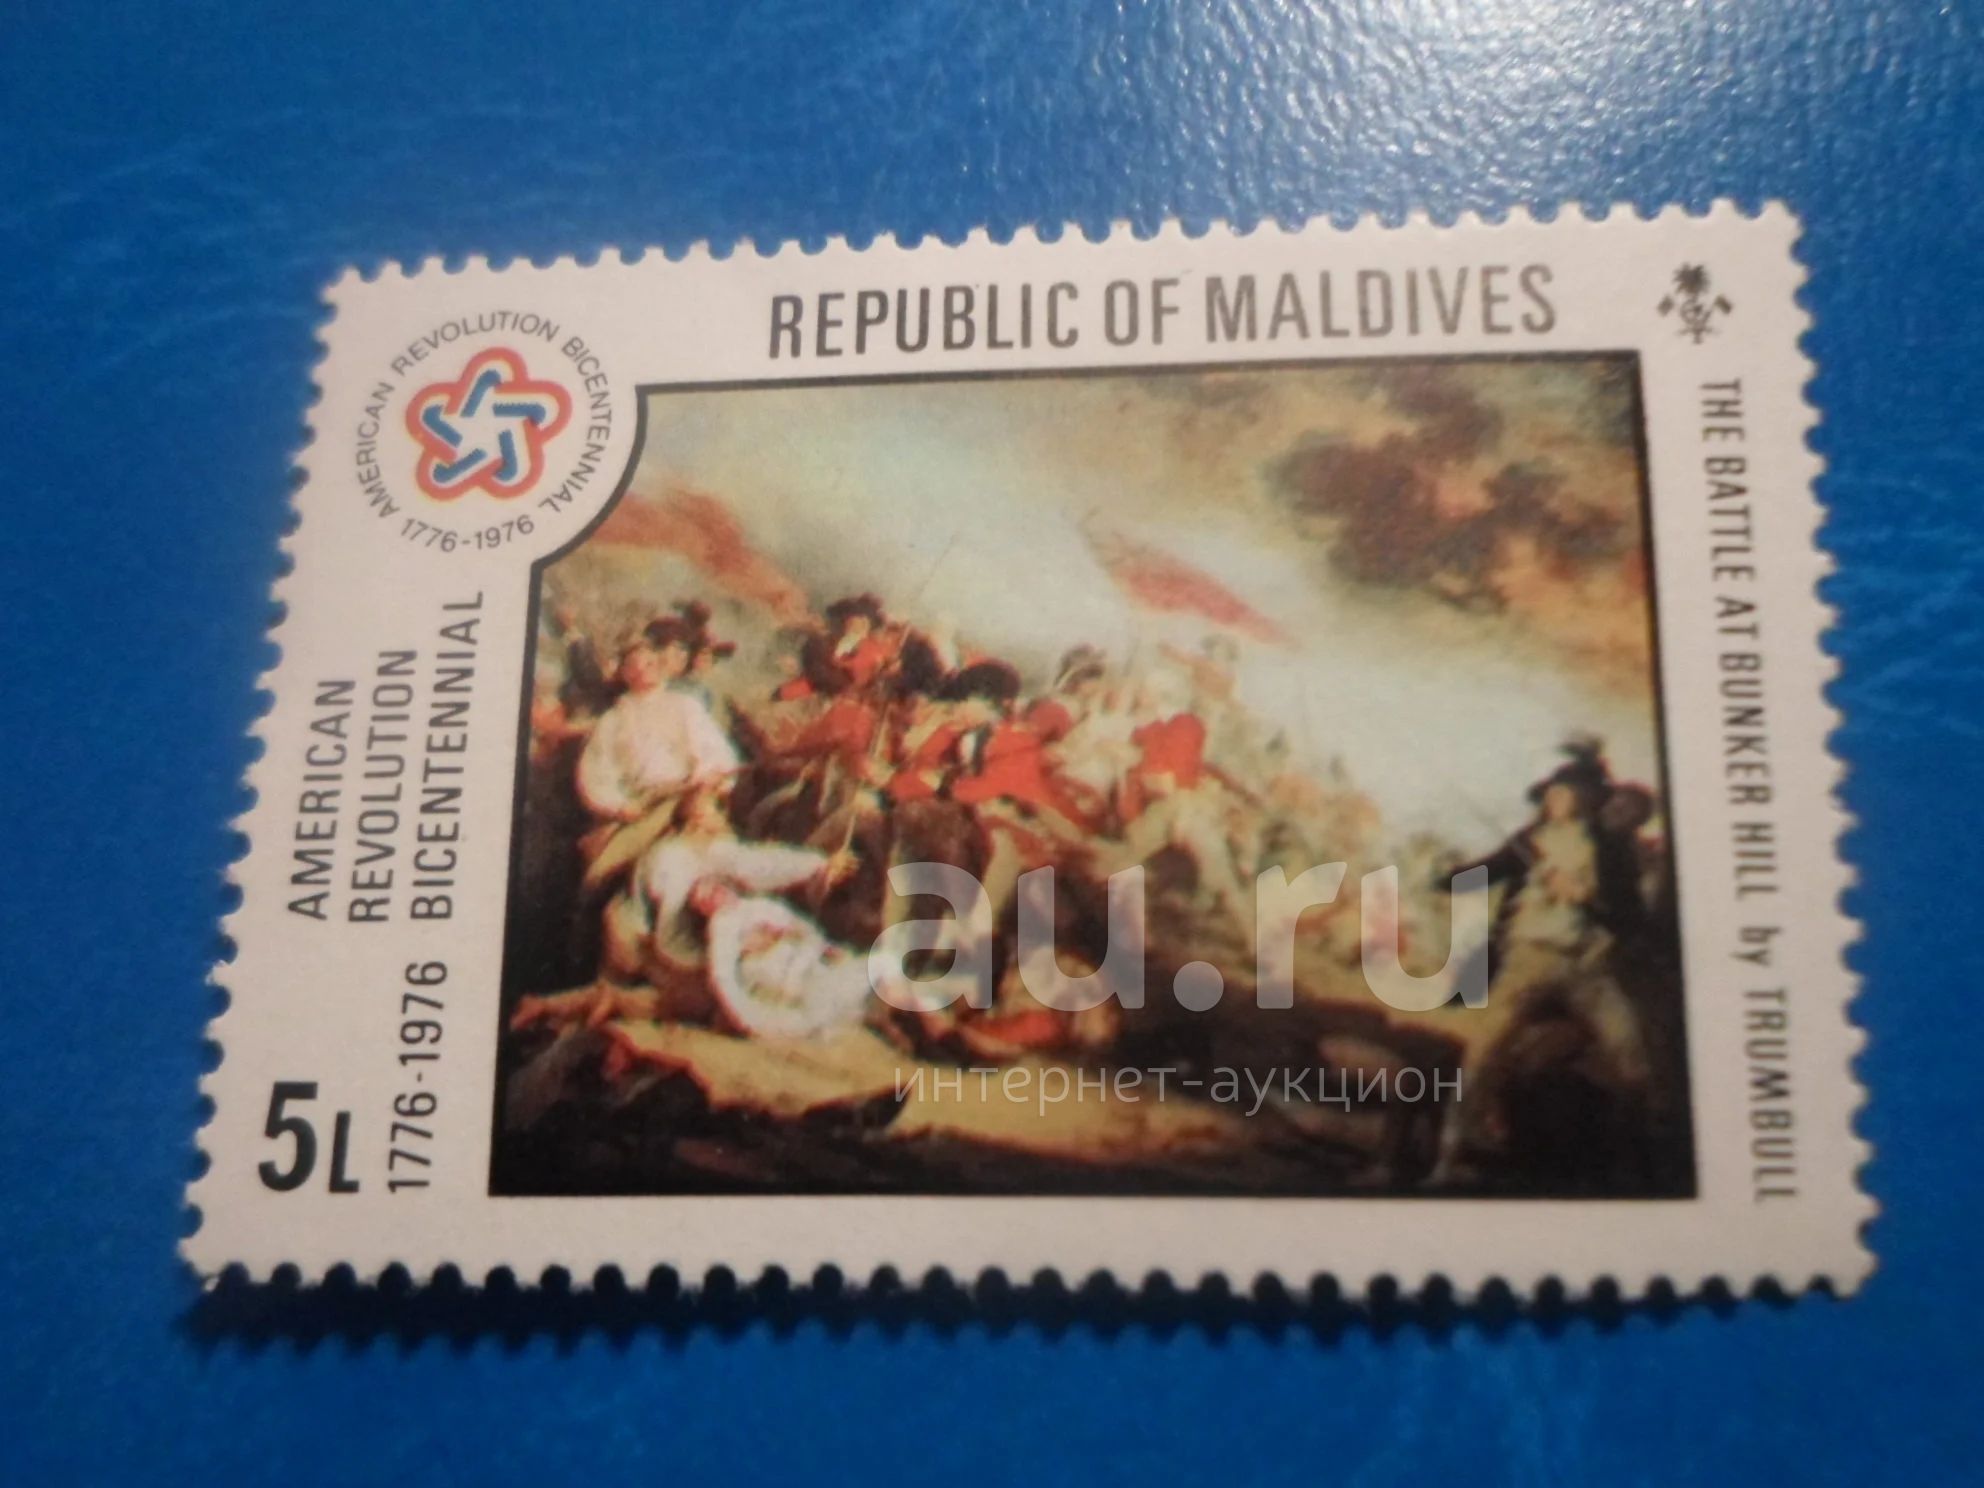 REPUBLIC OF MALDIVES
AMERICAN REVOLUTION BICENTENNIAL
1776-1976
AMERICAN
REVOLUTION
1776-1976 BICENTENNIAL
5L
THE BATTLE AT BUNKER HILL by TRUMBULL
au.ru
интернет-аукцион